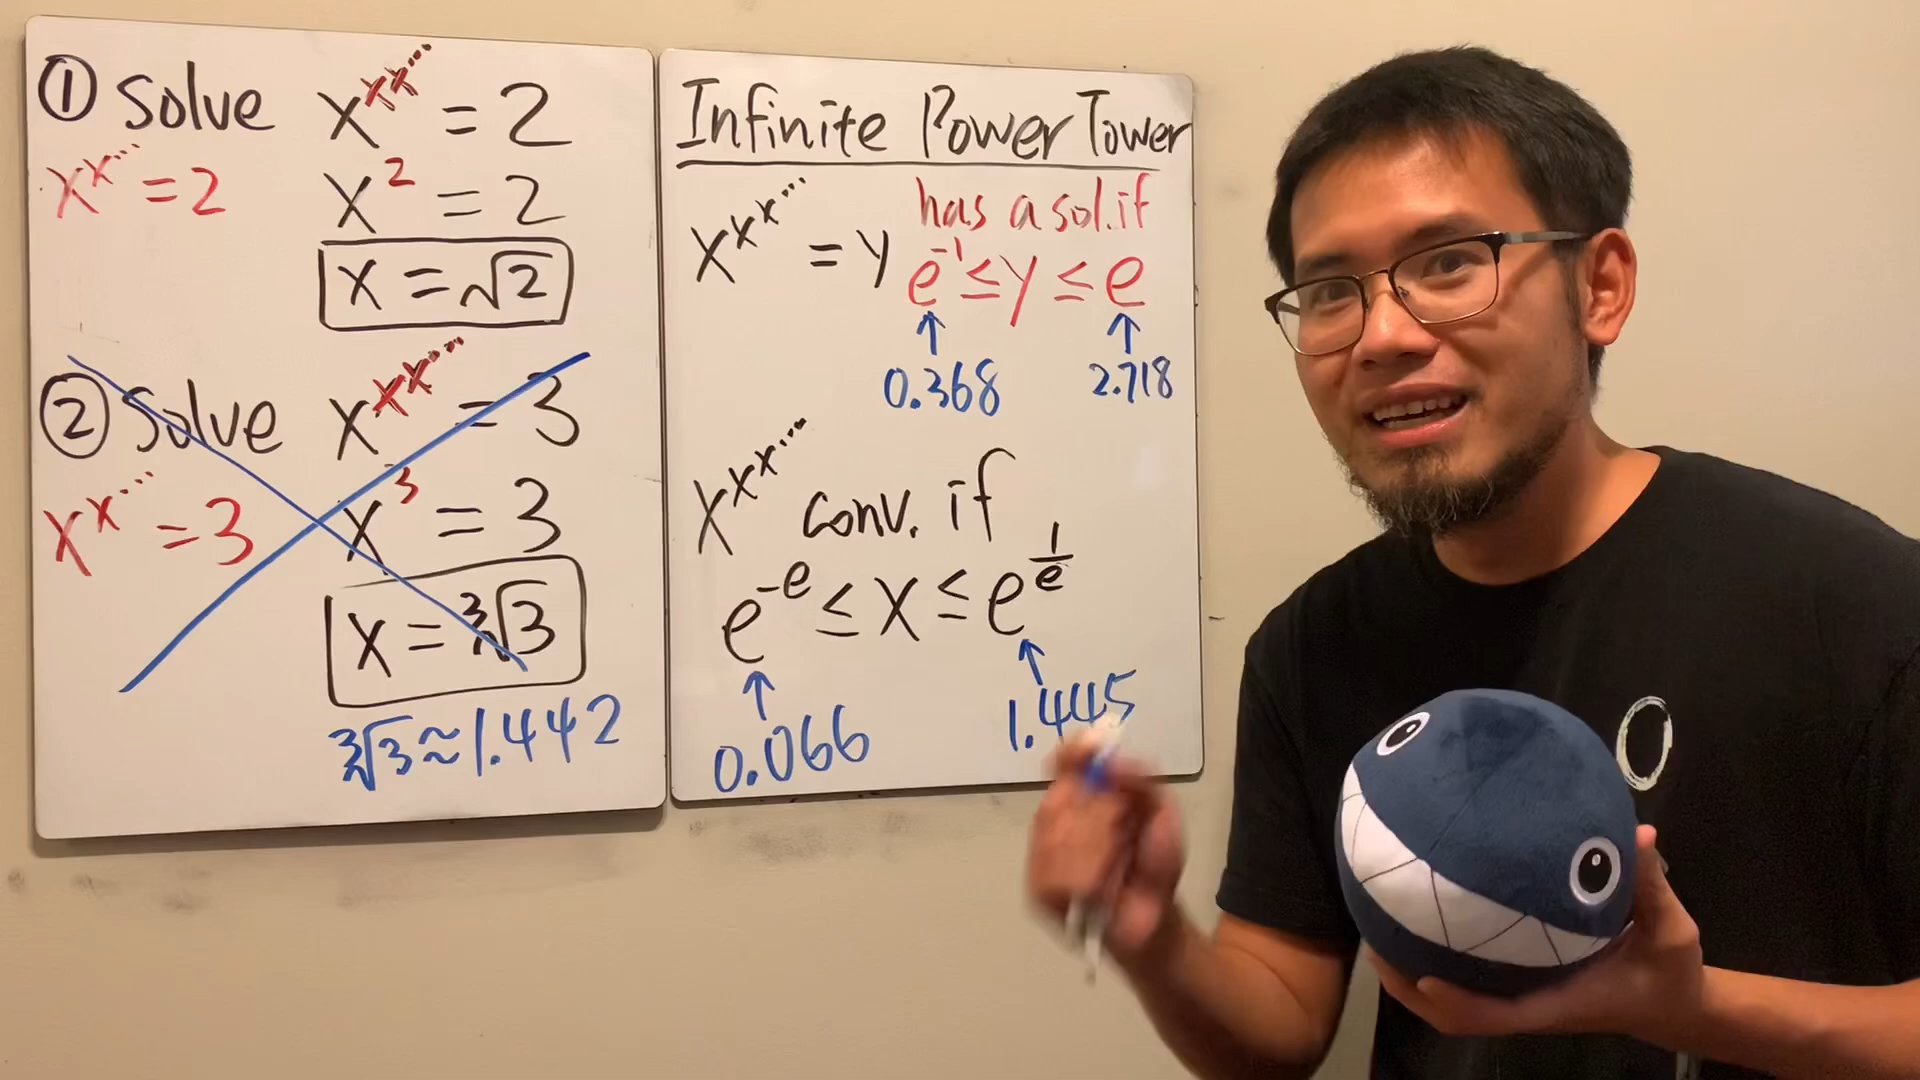 ① Solve x^x^x^⋰ = 2
x^x^⋰ = 2
x^2 = 2
x = √2
② Solve x^x^x^⋰ = 3
x^x^⋰ = 3
x^3 = 3
x = ∛3
∛3 ≈ 1.442
Infinite Power Tower
x^x^x^⋰ = y has a sol. if
e^-1 ≤ y ≤ e
↑ ↑
0.368 2.718
x^x^x^⋰ conv. if
e^-e ≤ x ≤ e^(1/e)
↑ ↑
0.066 1.445